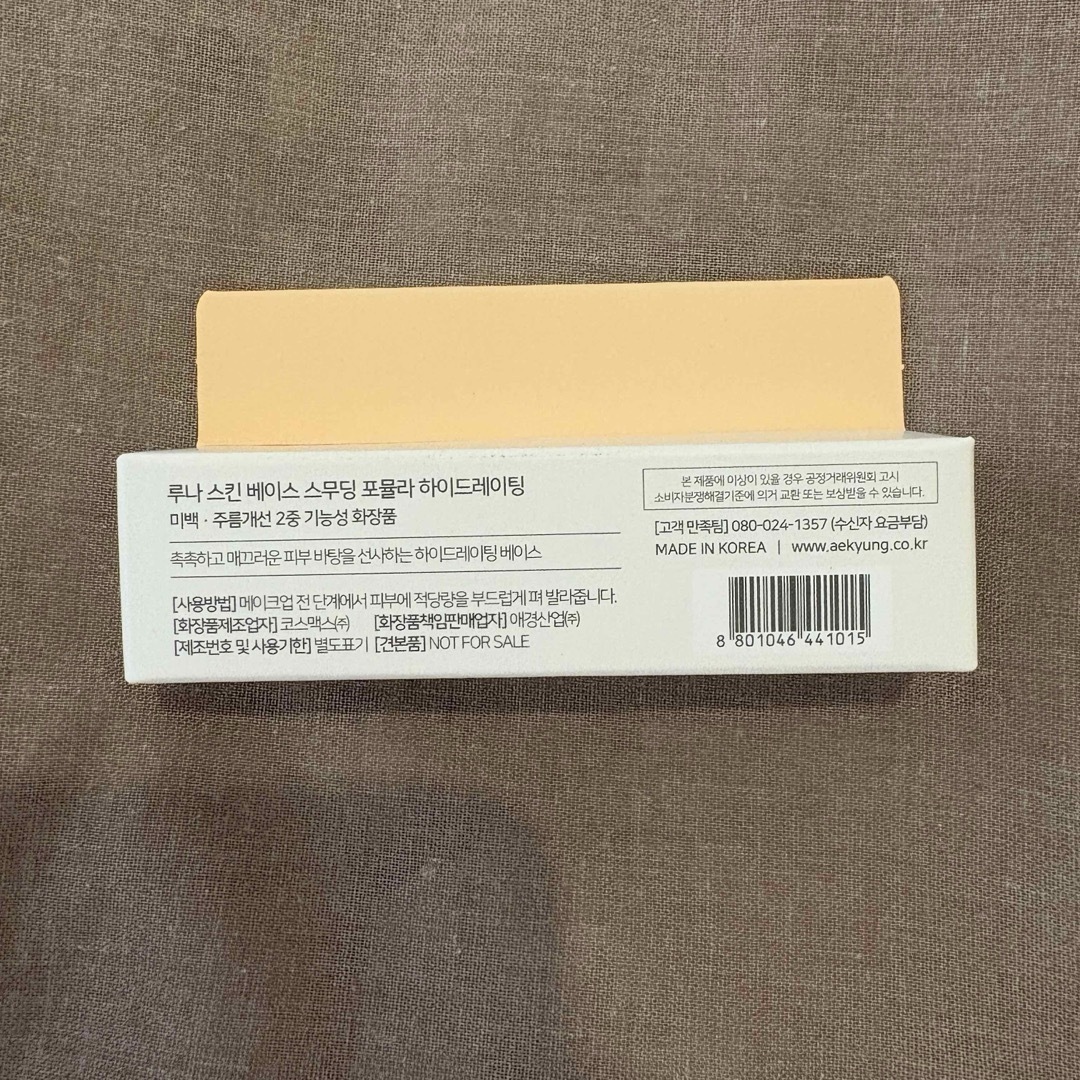 루나 스킨 베이스 스무딩 포뮬라 하이드레이팅
미백 · 주름개선 2중 기능성 화장품
촉촉하고 매끄러운 피부 바탕을 선사하는 하이드레이팅 베이스
[사용방법] 메이크업 전 단계에서 피부에 적당량을 부드럽게 펴 발라줍니다.
[화장품제조업자] 코스맥스㈜ [화장품책임판매업자] 애경산업㈜
[제조번호 및 사용기한] 별도표기 [견본품] NOT FOR SALE
본 제품에 이상이 있을 경우 공정거래위원회 고시
소비자분쟁해결기준에 의거 교환 또는 보상받을 수 있습니다.
[고객 만족팀] 080-024-1357 (수신자 요금부담)
MADE IN KOREA | www.aekyung.co.kr
8 801046 441015